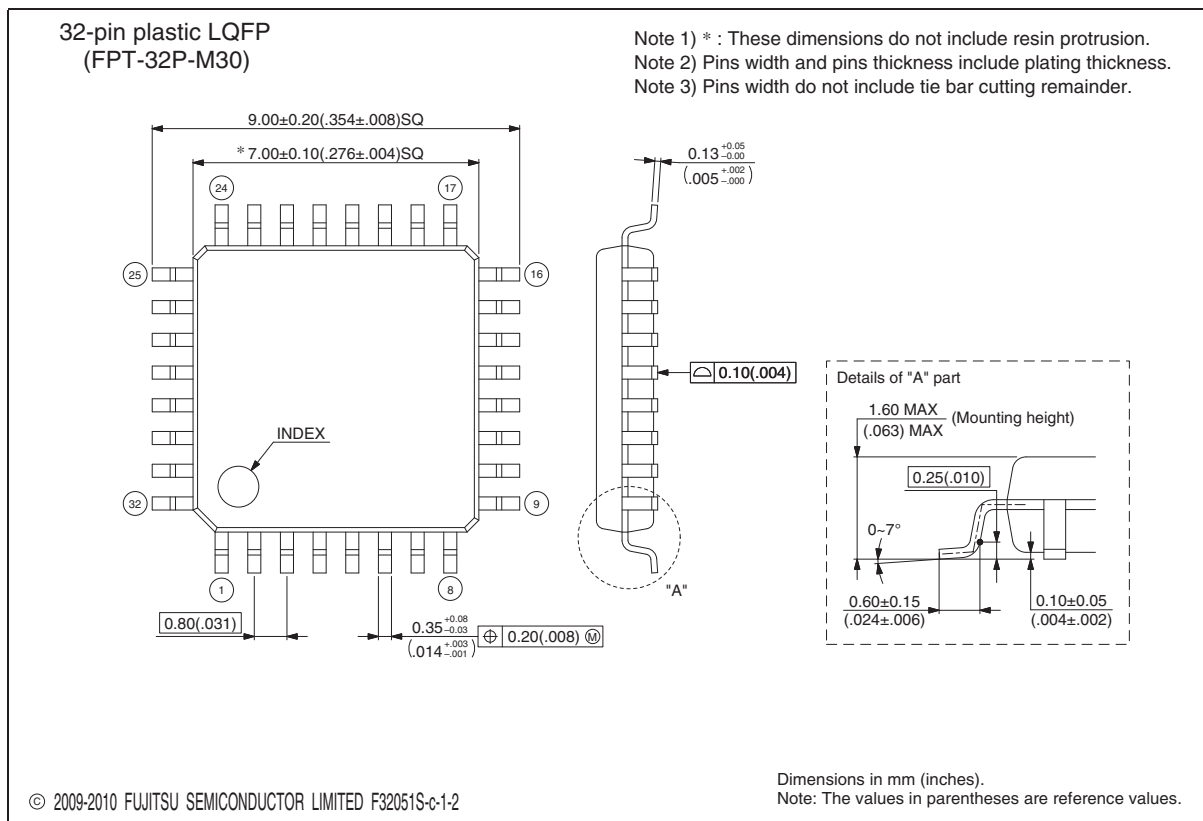 32-pin plastic LQFP
(FPT-32P-M30)
Note 1) * : These dimensions do not include resin protrusion.
Note 2) Pins width and pins thickness include plating thickness.
Note 3) Pins width do not include tie bar cutting remainder.
9.00±0.20(.354±.008)SQ
*7.00±0.10(.276±.004)SQ
0.13 +0.05 -0.00
(.005 +.002 -.000)
24
17
25
16
0.10(.004)
INDEX
32
9
1
8
"A"
0.80(.031)
0.35 +0.08 -0.03
(.014 +.003 -.001)
⌖ 0.20(.008) Ⓜ
Details of "A" part
1.60 MAX
(.063) MAX
(Mounting height)
0.25(.010)
0~7°
0.60±0.15
(.024±.006)
0.10±0.05
(.004±.002)
© 2009-2010 FUJITSU SEMICONDUCTOR LIMITED F32051S-c-1-2
Dimensions in mm (inches).
Note: The values in parentheses are reference values.